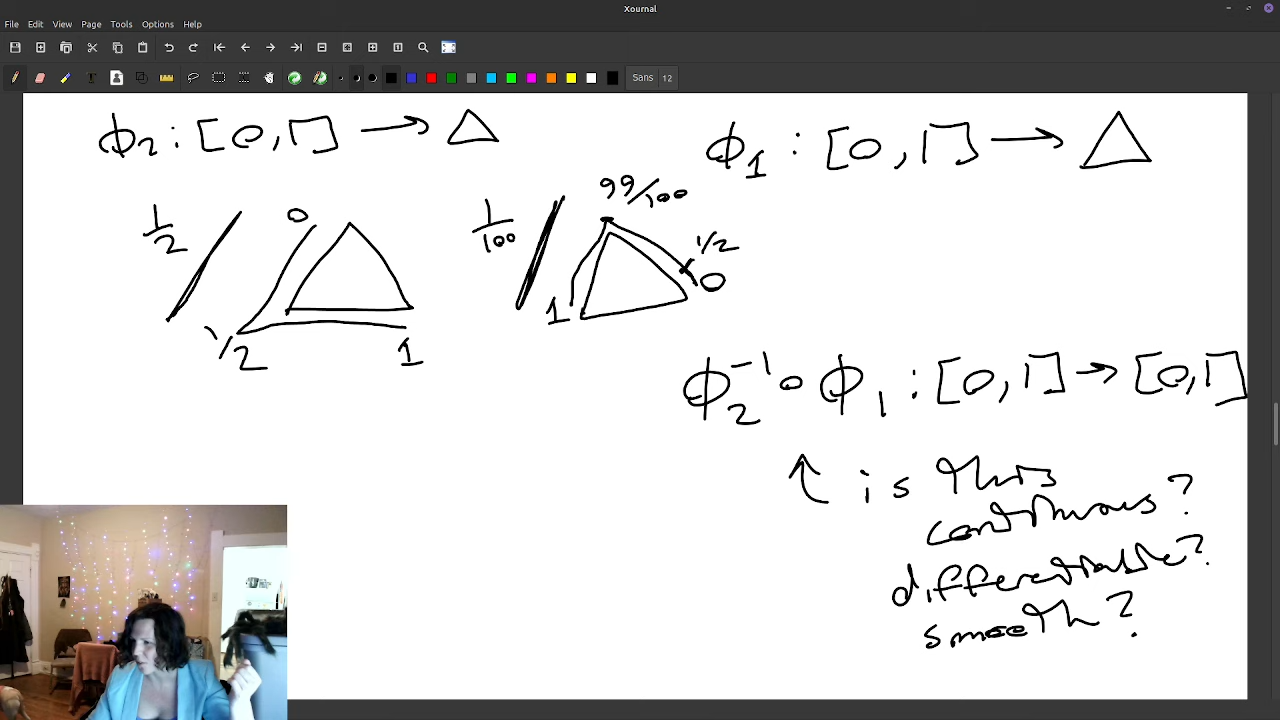 Xournal
File Edit View Page Tools Options Help
Sans 12
ϕ₂ : [0,1] → △
ϕ₁ : [0,1] → △
1/2
0
1/2
1
1/100
99/100
1/2
0
1
ϕ₂⁻¹ ∘ ϕ₁ : [0,1] → [0,1]
↑ is this
continuous?
differentiable?
smooth?